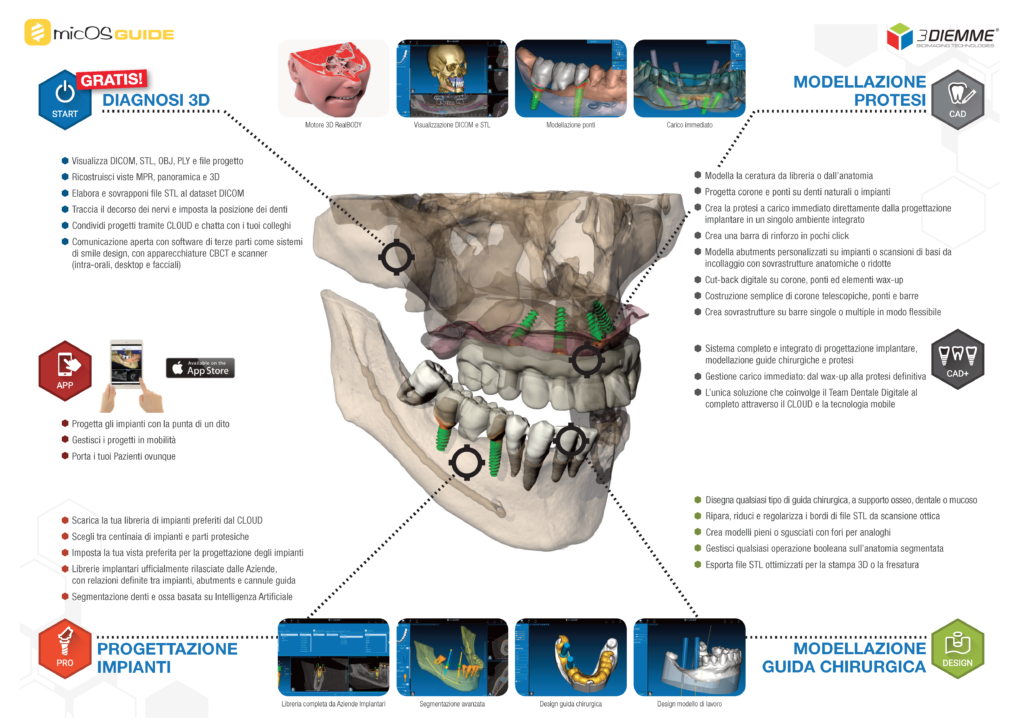 micOS GUIDE
3DIEMME®
BIOIMAGING TECHNOLOGIES
GRATIS!
START
DIAGNOSI 3D
Motore 3D RealBODY
Visualizzazione DICOM e STL
Modellazione ponti
Carico immediato
MODELLAZIONE
PROTESI
CAD
Visualizza DICOM, STL, OBJ, PLY e file progetto
Ricostruisci viste MPR, panoramica e 3D
Elabora e sovrapponi file STL al dataset DICOM
Traccia il decorso dei nervi e imposta la posizione dei denti
Condividi progetti tramite CLOUD e chatta con i tuoi colleghi
Comunicazione aperta con software di terze parti come sistemi
di smile design, con apparecchiature CBCT e scanner
(intra-orali, desktop e facciali)
Modella la ceratura da libreria o dall'anatomia
Progetta corone e ponti su denti naturali o impianti
Crea la protesi a carico immediato direttamente dalla progettazione
implantare in un singolo ambiente integrato
Crea una barra di rinforzo in pochi click
Modella abutments personalizzati su impianti o scansioni di basi da
incollaggio con sovrastrutture anatomiche o ridotte
Cut-back digitale su corone, ponti ed elementi wax-up
Costruzione semplice di corone telescopiche, ponti e barre
Crea sovrastrutture su barre singole o multiple in modo flessibile
APP
Available on the
App Store
Progetta gli impianti con la punta di un dito
Gestisci i progetti in mobilità
Porta i tuoi Pazienti ovunque
Sistema completo e integrato di progettazione implantare,
modellazione guide chirurgiche e protesi
Gestione carico immediato: dal wax-up alla protesi definitiva
L'unica soluzione che coinvolge il Team Dentale Digitale al
completo attraverso il CLOUD e la tecnologia mobile
CAD+
Scarica la tua libreria di impianti preferiti dal CLOUD
Scegli tra centinaia di impianti e parti protesiche
Imposta la tua vista preferita per la progettazione degli impianti
Librerie implantari ufficialmente rilasciate dalle Aziende,
con relazioni definite tra impianti, abutments e cannule guida
Segmentazione denti e ossa basata su Intelligenza Artificiale
Disegna qualsiasi tipo di guida chirurgica, a supporto osseo, dentale o mucoso
Ripara, riduci e regolarizza i bordi di file STL da scansione ottica
Crea modelli pieni o sgusciati con fori per analoghi
Gestisci qualsiasi operazione booleana sull'anatomia segmentata
Esporta file STL ottimizzati per la stampa 3D o la fresatura
PRO
PROGETTAZIONE
IMPIANTI
Libreria completa da Aziende Implantari
Segmentazione avanzata
Design guida chirurgica
Design modello di lavoro
MODELLAZIONE
GUIDA CHIRURGICA
DESIGN